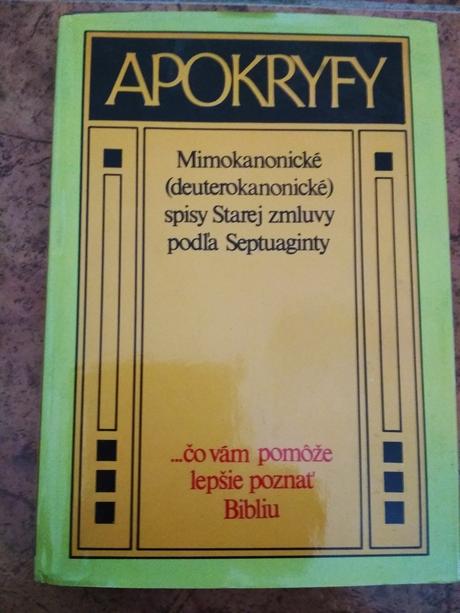 APOKRYFY
Mimokanonické
(deuterokanonické)
spisy Starej zmluvy
podľa Septuaginty
...čo vám pomôže
lepšie poznať
Bibliu